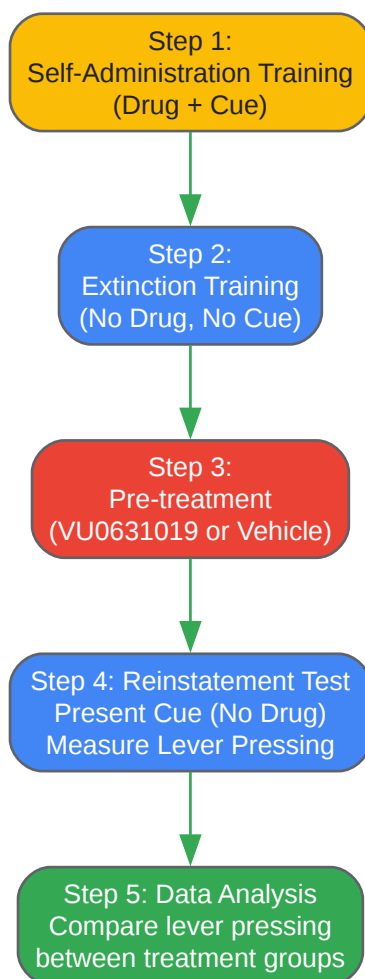 Step 1:
Self-Administration Training
(Drug + Cue)
Step 2:
Extinction Training
(No Drug, No Cue)
Step 3:
Pre-treatment
(VU0631019 or Vehicle)
Step 4: Reinstatement Test
Present Cue (No Drug)
Measure Lever Pressing
Step 5: Data Analysis
Compare lever pressing
between treatment groups